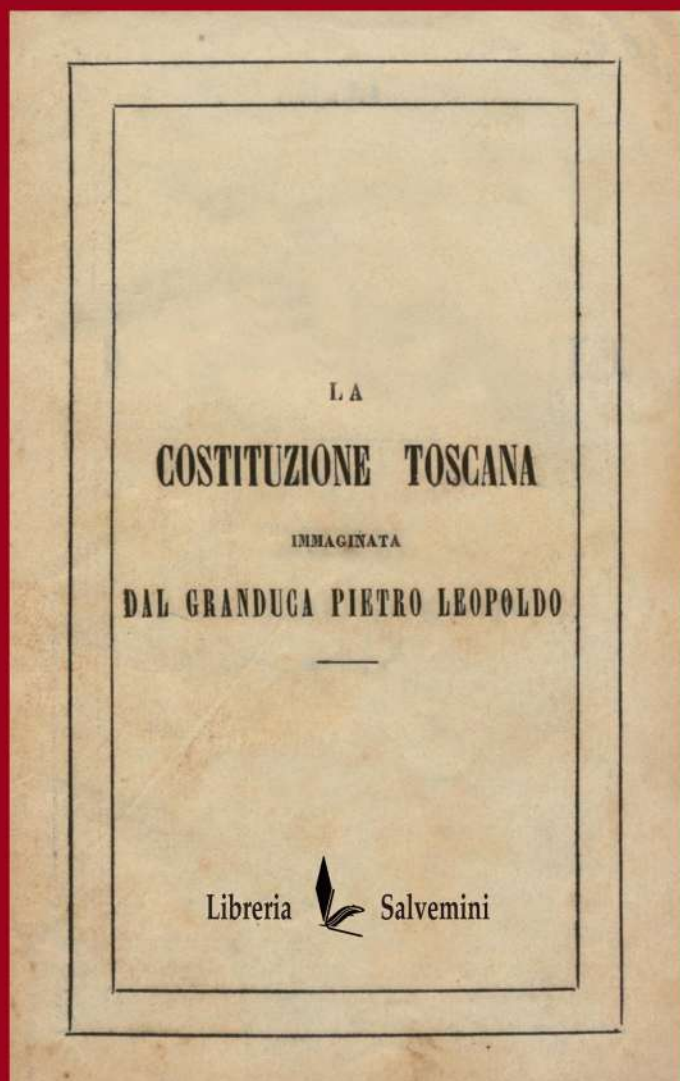 LA
COSTITUZIONE TOSCANA
IMMAGINATA
DAL GRANDUCA PIETRO LEOPOLDO
Libreria Salvemini